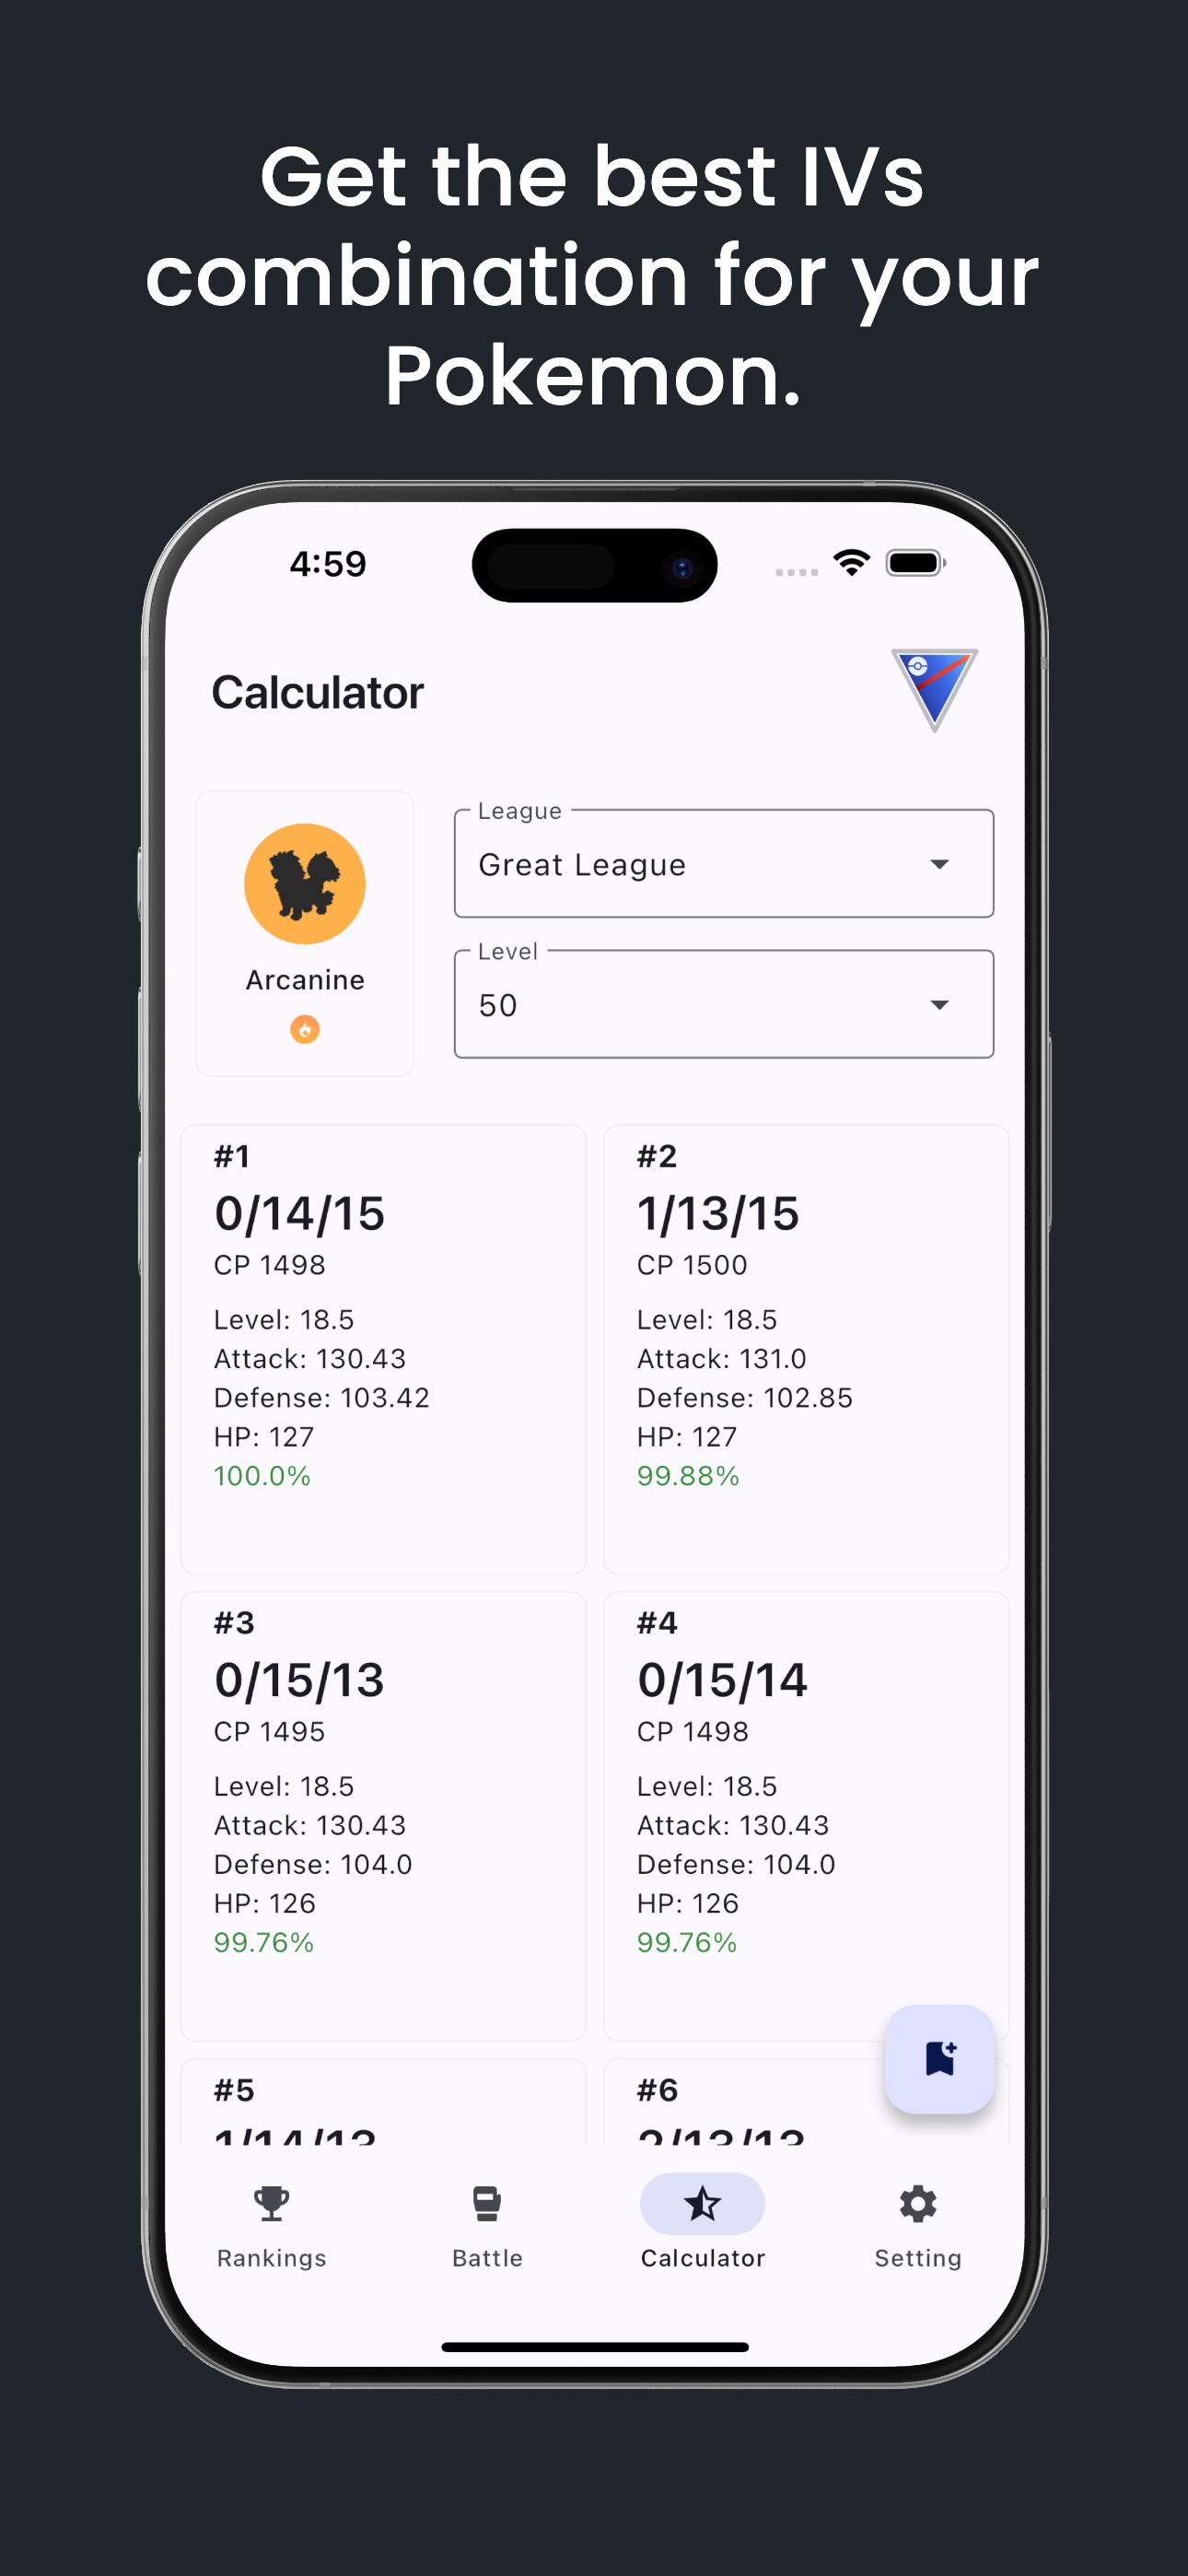 Get the best IVs
combination for your
Pokemon.
4:59
Calculator
League
Great League
Arcanine
Level
50
#1
0/14/15
CP 1498
Level: 18.5
Attack: 130.43
Defense: 103.42
HP: 127
100.0%
#2
1/13/15
CP 1500
Level: 18.5
Attack: 131.0
Defense: 102.85
HP: 127
99.88%
#3
0/15/13
CP 1495
Level: 18.5
Attack: 130.43
Defense: 104.0
HP: 126
99.76%
#4
0/15/14
CP 1498
Level: 18.5
Attack: 130.43
Defense: 104.0
HP: 126
99.76%
#5
#6
Rankings
Battle
Calculator
Setting